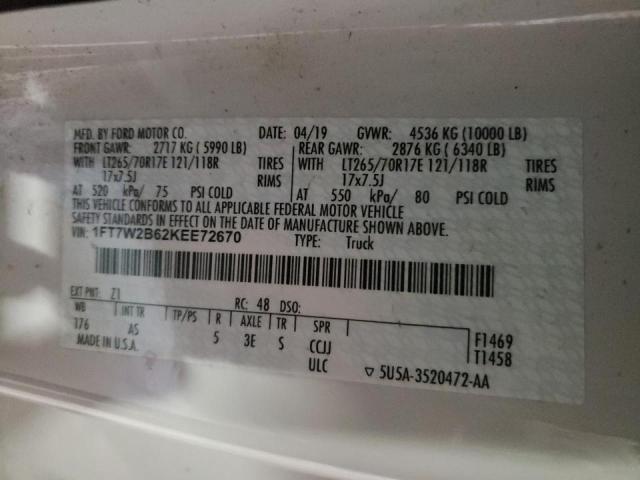 MFD. BY FORD MOTOR CO. DATE: 04/19 GVWR: 4536 KG (10000 LB)
FRONT GAWR: 2717 KG ( 5990 LB) REAR GAWR: 2876 KG ( 6340 LB)
WITH LT265/70R17E 121/118R TIRES WITH LT265/70R17E 121/118R TIRES
17x7.5J RIMS 17x7.5J RIMS
AT 520 kPa/ 75 PSI COLD AT 550 kPa/ 80 PSI COLD
THIS VEHICLE CONFORMS TO ALL APPLICABLE FEDERAL MOTOR VEHICLE
SAFETY STANDARDS IN EFFECT ON THE DATE OF MANUFACTURE SHOWN ABOVE.
VIN: 1FT7W2B62KEE72670 TYPE: Truck
EXT PNT: Z1 RC: 48 DSO:
WB INT TR TP/PS R AXLE TR SPR
176 AS 5 3E S CCJJ
F1469
T1458
MADE IN U.S.A. ULC
▽ 5U5A-3520472-AA